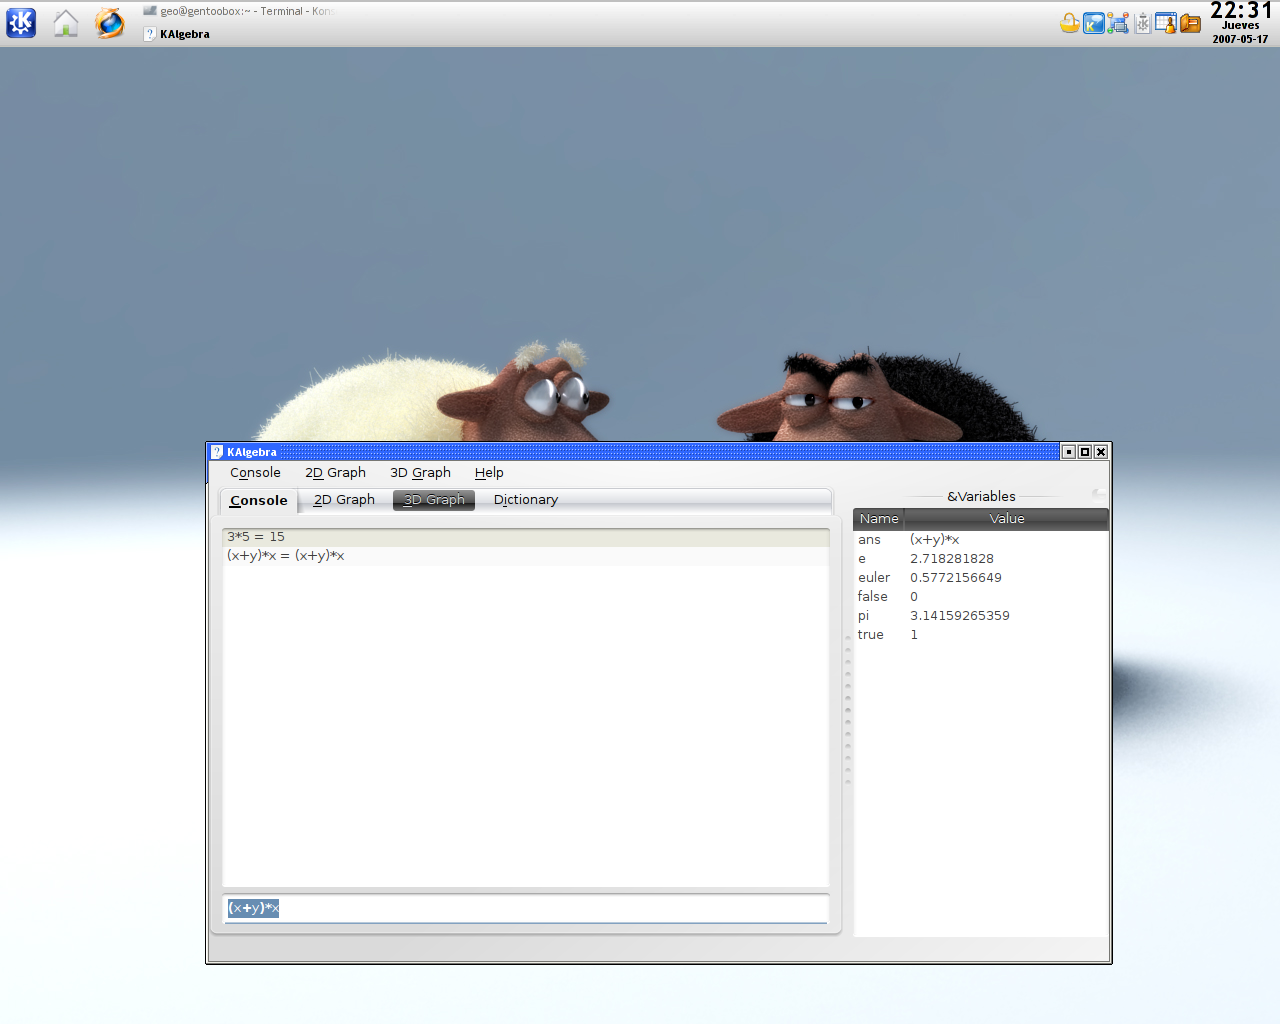 geo@gentoobox:~ - Terminal - Kons
KAlgebra
22:31
Jueves
2007-05-17
KAlgebra
Console 2D Graph 3D Graph Help
Console 2D Graph 3D Graph Dictionary
3*5 = 15
(x+y)*x = (x+y)*x
(x+y)*x
&Variables
Name Value
ans (x+y)*x
e 2.718281828
euler 0.5772156649
false 0
pi 3.14159265359
true 1